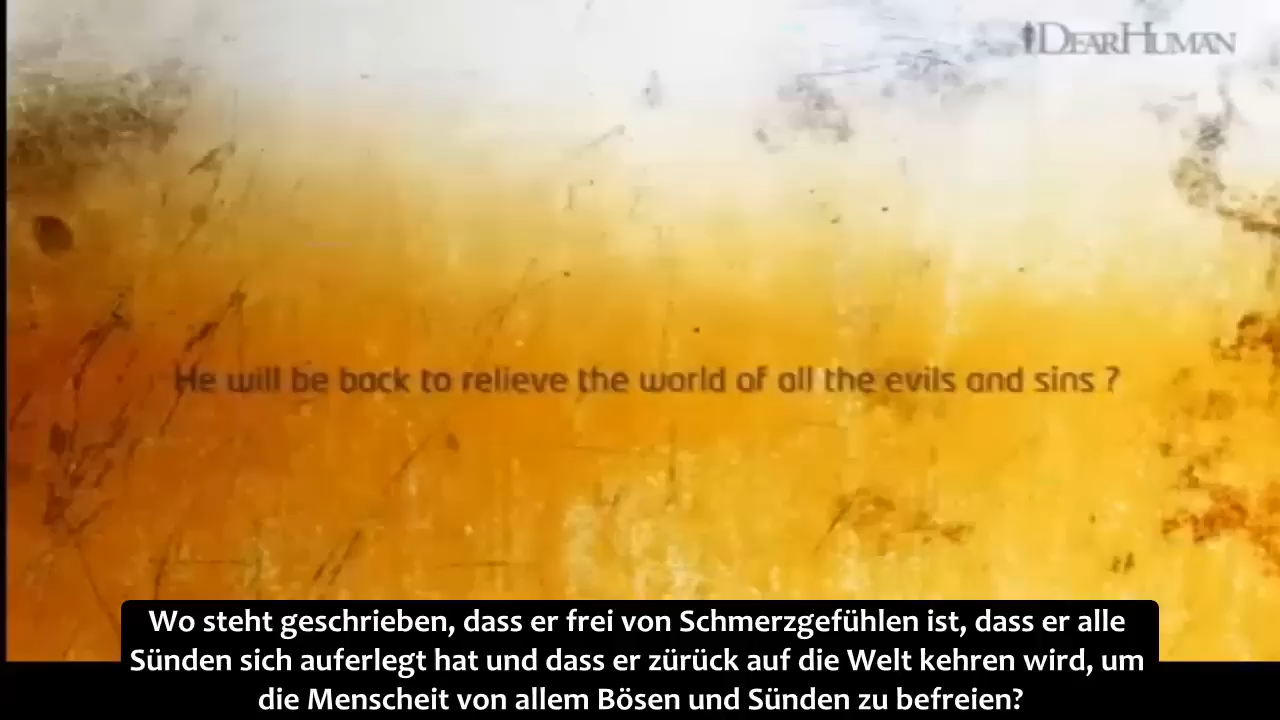 DearHuman
He will be back to relieve the world of all the evils and sins ?
Wo steht geschrieben, dass er frei von Schmerzgefühlen ist, dass er alle
Sünden sich auferlegt hat und dass er zürück auf die Welt kehren wird, um
die Menscheit von allem Bösen und Sünden zu befreien?